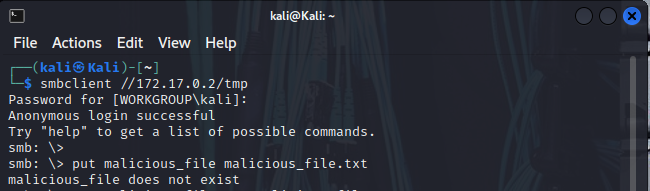 kali@Kali: ~
File Actions Edit View Help
┌──(kali㉿Kali)-[~]
└─$ smbclient //172.17.0.2/tmp
Password for [WORKGROUP\kali]:
Anonymous login successful
Try "help" to get a list of possible commands.
smb: \>
smb: \> put malicious_file malicious_file.txt
malicious_file does not exist